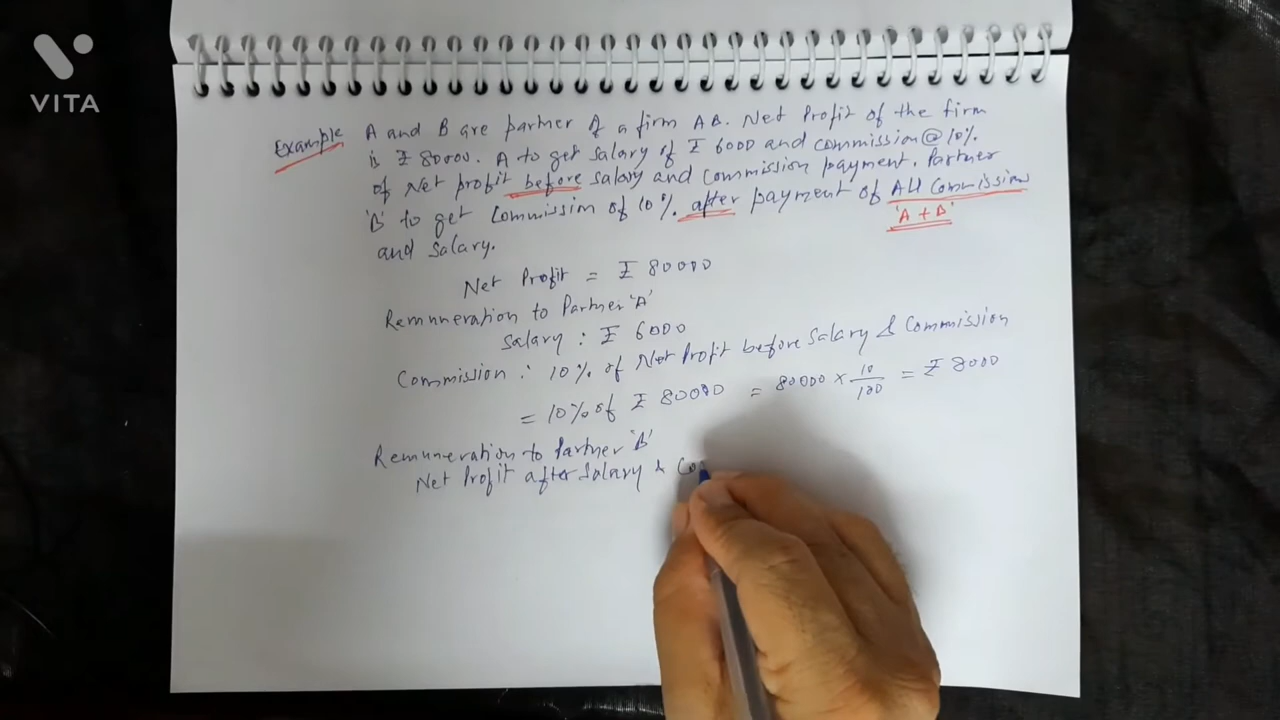 VITA
Example A and B are partner of a firm AB. Net Profit of the firm
is ₹ 80000. A to get salary of ₹ 6000 and commission @ 10%.
of Net profit before salary and commission payment. Partner
'B' to get Commission of 10%. after payment of All Commissions
'A + B'
and salary.
Net Profit = ₹ 80000
Remuneration to Partner 'A'
Salary : ₹ 6000
Commission : 10% of Net Profit before Salary & Commission
= 10% of ₹ 80000 = 80000 × 10/100 = ₹ 8000
Remuneration to Partner 'B'
Net Profit after Salary & Co